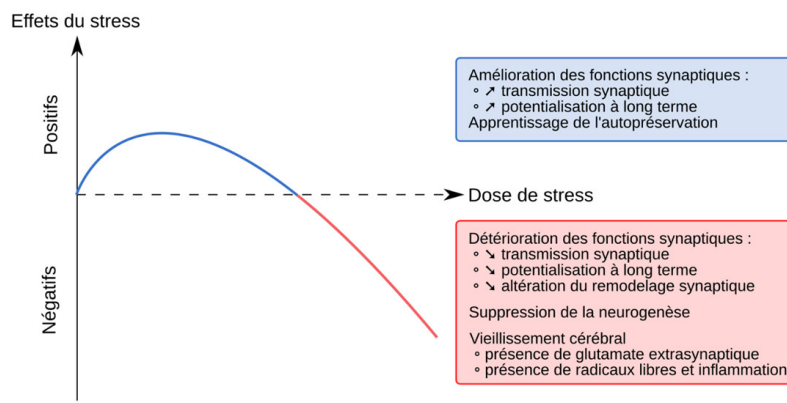 Effets du stress
Positifs
Négatifs
Dose de stress
Amélioration des fonctions synaptiques :
∘ ➚ transmission synaptique
∘ ➚ potentialisation à long terme
Apprentissage de l'autopréservation
Détérioration des fonctions synaptiques :
∘ ➘ transmission synaptique
∘ ➘ potentialisation à long terme
∘ ➘ altération du remodelage synaptique
Suppression de la neurogenèse
Vieillissement cérébral
∘ présence de glutamate extrasynaptique
∘ présence de radicaux libres et inflammation